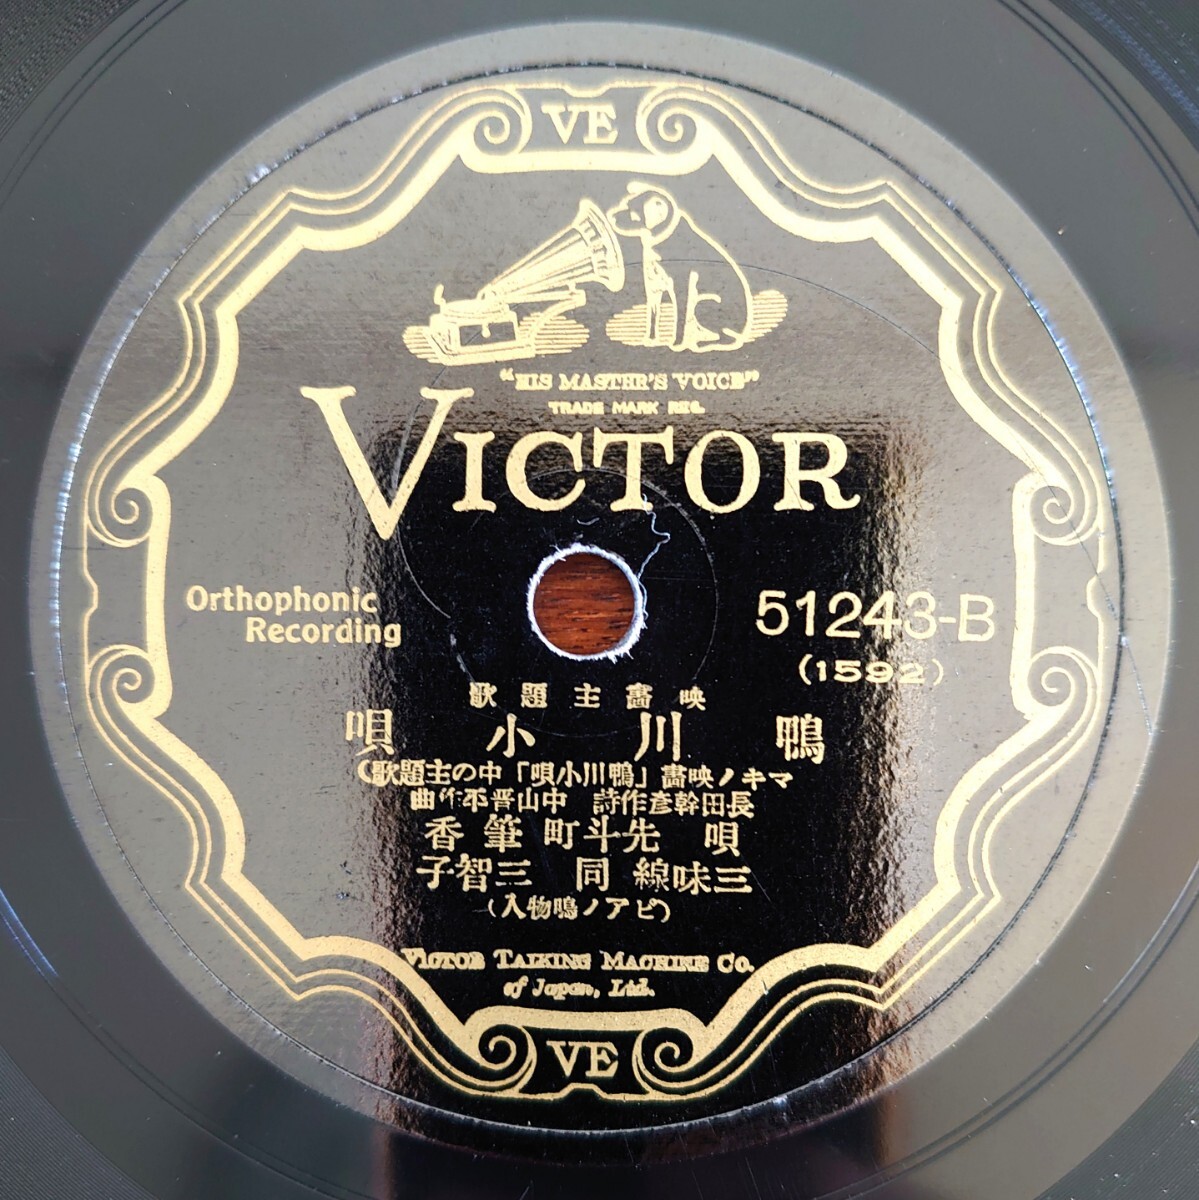 VE
"HIS MASTER'S VOICE"
TRADE MARK REG.
VICTOR
Orthophonic
Recording
51243-B
(1592)
映畫主題歌
鴨川小唄
マキノ映畫「鴨川小唄」中の主題歌)
長田幹彦作詩 中山晋平作曲
唄 先斗町 筆香
三味線 同 三智子
(ピアノ鳴物入)
VICTOR TALKING MACHINE CO.
of Japan, Ltd.
VE